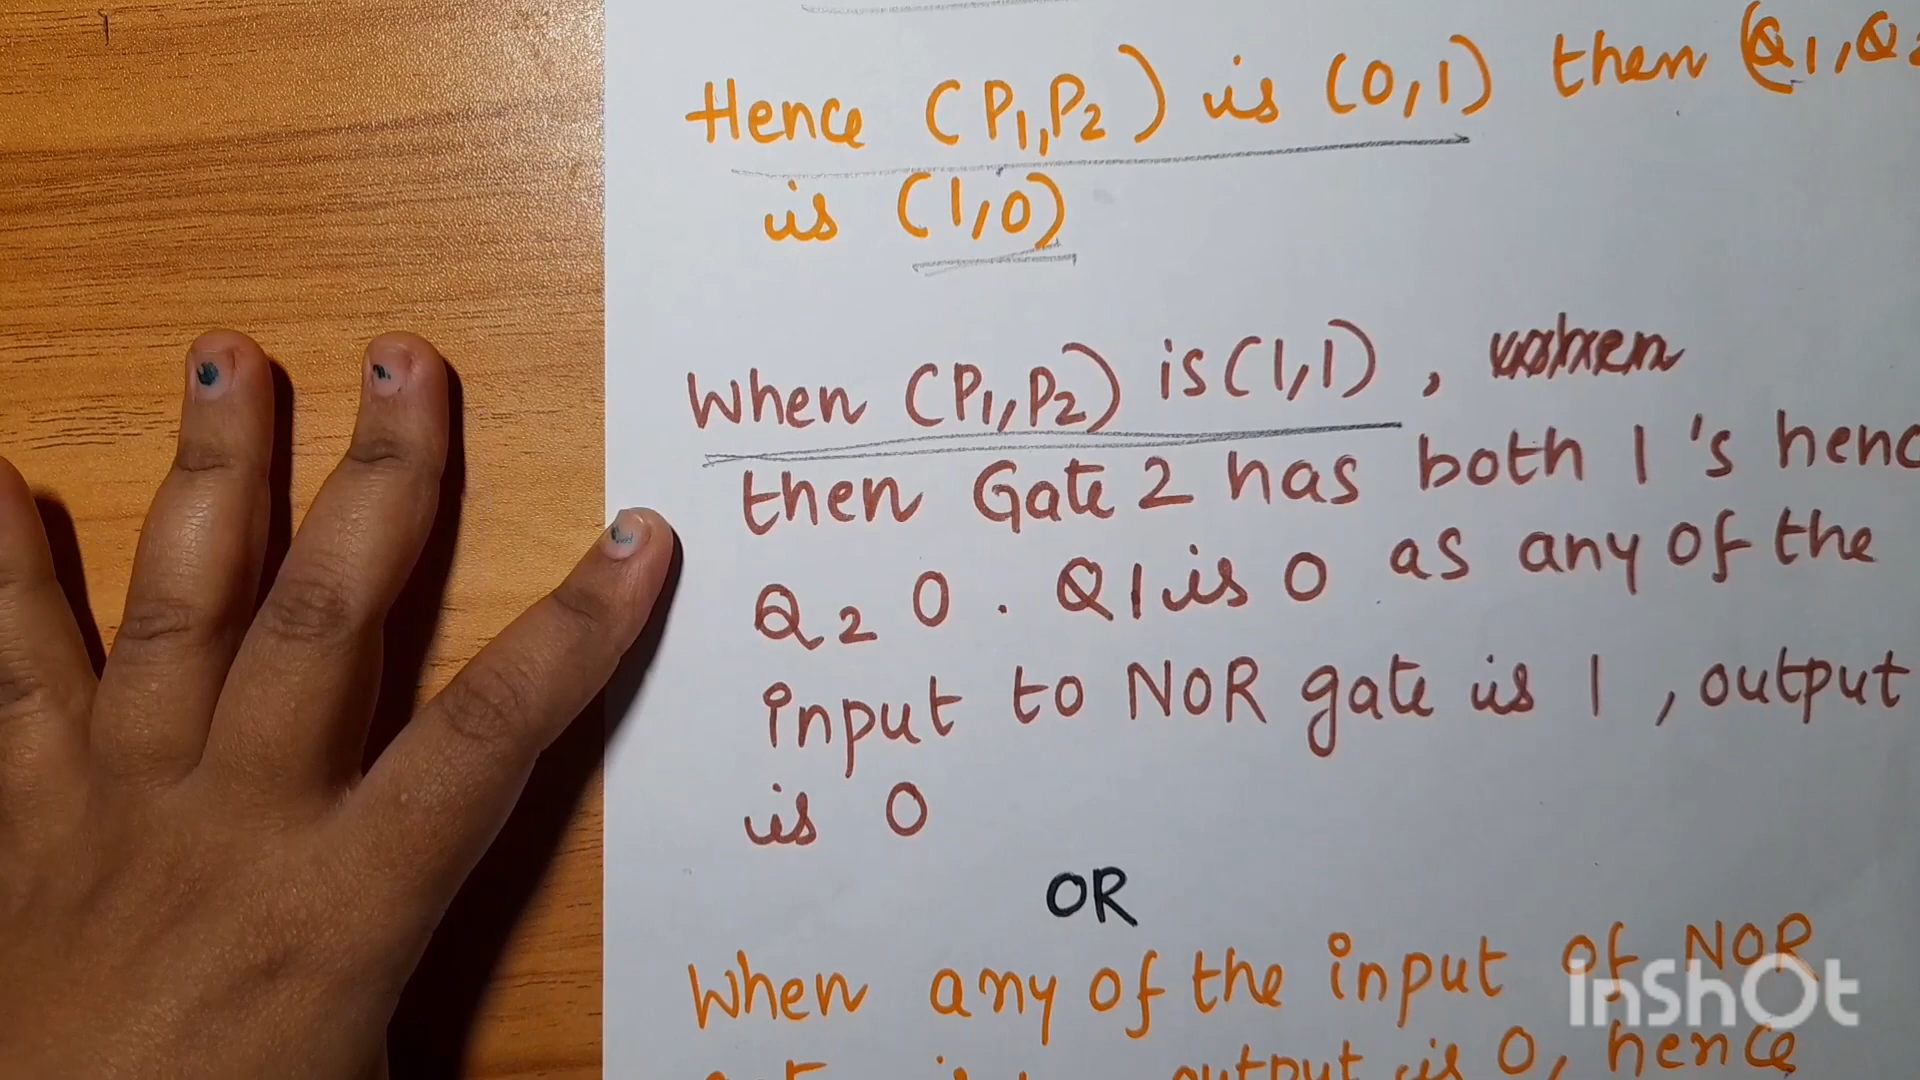 Hence (P1,P2) is (0,1) then (Q1,Q2
is (1,0)
When (P1,P2) is (1,1), when
then Gate 2 has both 1's henc
Q2 0. Q1 is 0 as any of the
input to NOR gate is 1, output
is 0
OR
When any of the input of NOR
output is 0, hence
InShOt